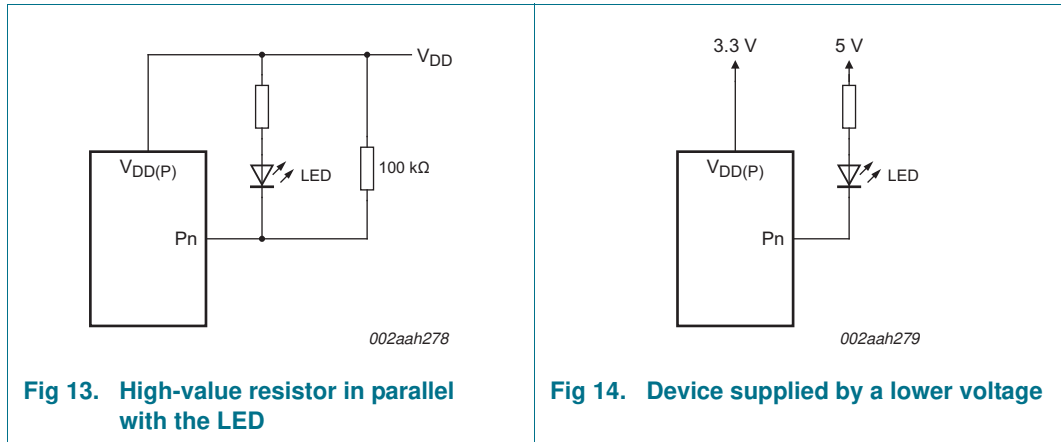 V_DD
V_DD(P)
LED
100 kΩ
Pn
002aah278
Fig 13. High-value resistor in parallel
with the LED
3.3 V
5 V
V_DD(P)
LED
Pn
002aah279
Fig 14. Device supplied by a lower voltage